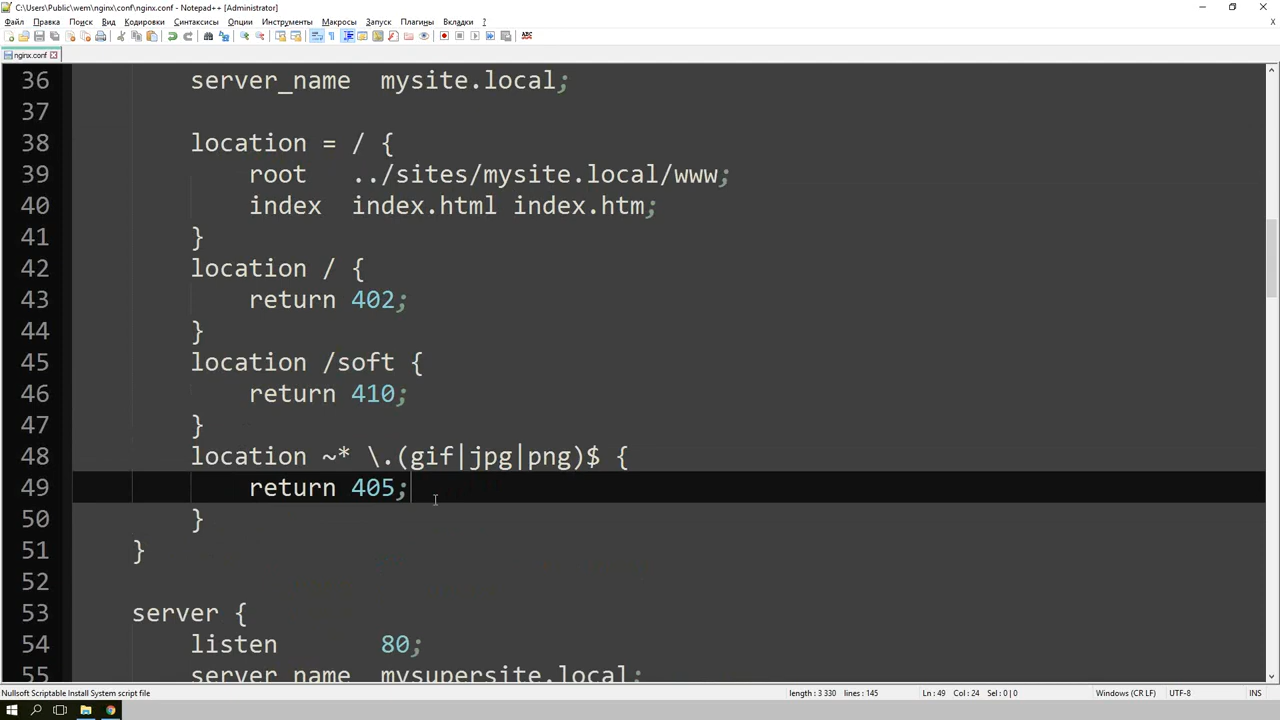 C:\Users\Public\wem\nginx\conf\nginx.conf - Notepad++ [Administrator]
Файл Правка Поиск Вид Кодировки Синтаксисы Опции Инструменты Макросы Запуск Плагины Вкладки ?
nginx.conf
36 server_name mysite.local;
37
38 location = / {
39 root ../sites/mysite.local/www;
40 index index.html index.htm;
41 }
42 location / {
43 return 402;
44 }
45 location /soft {
46 return 410;
47 }
48 location ~* \.(gif|jpg|png)$ {
49 return 405;
50 }
51 }
52
53 server {
54 listen 80;
55 server_name mysupersite.local;
Nullsoft Scriptable Install System script file length : 3 330 lines : 145 Ln : 49 Col : 24 Sel : 0 | 0 Windows (CR LF) UTF-8 INS